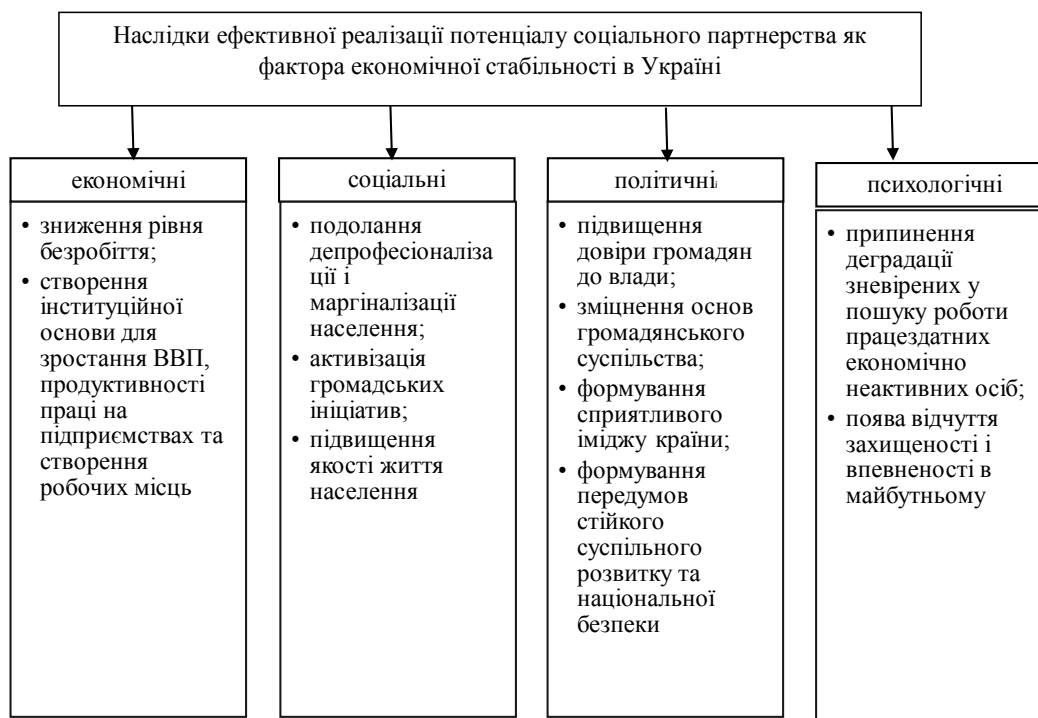 Наслідки ефективної реалізації потенціалу соціального партнерства як
фактора економічної стабільності в Україні
економічні
• зниження рівня
безробіття;
• створення
інституційної
основи для
зростання ВВП,
продуктивності
праці на
підприємствах та
створення
робочих місць
соціальні
• подолання
депрофесіоналіза
ції і
маргіналізації
населення;
• активізація
громадських
ініціатив;
• підвищення
якості життя
населення
політичні
• підвищення
довіри громадян
до влади;
• зміцнення основ
громадянського
суспільства;
• формування
сприятливого
іміджу країни;
• формування
передумов
стійкого
суспільного
розвитку та
національної
безпеки
психологічні
• припинення
деградації
зневірених у
пошуку роботи
працездатних
економічно
неактивних осіб;
• поява відчуття
захищеності і
впевненості в
майбутньому